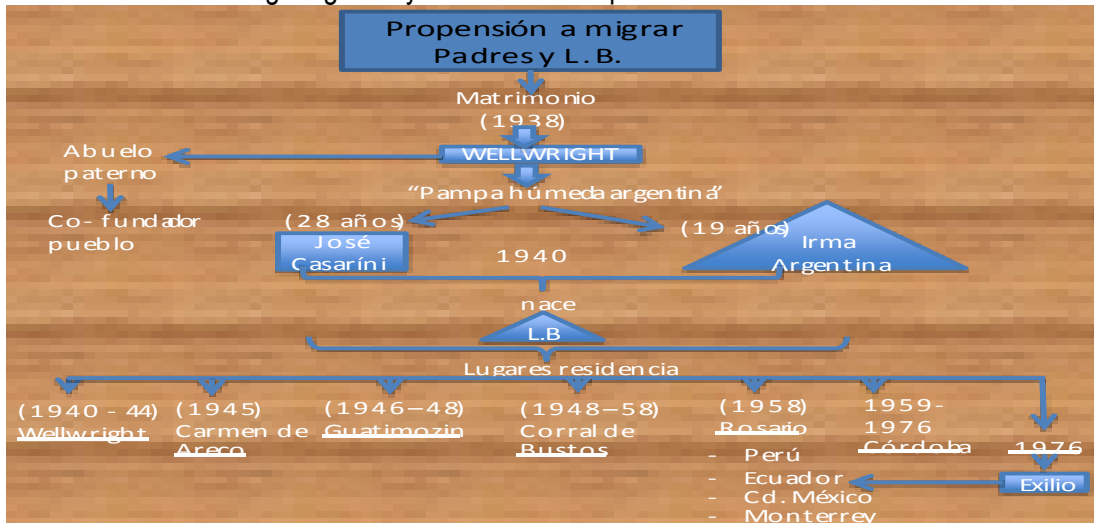 Propensión a migrar
Padres y L.B.
Matrimonio
(1938)
WELLWRIGHT
Abuelo
paterno
Co-fundador
pueblo
"Pampa húmeda argentina"
(28 años)
José
Casaríni
1940
(19 años)
Irma
Argentina
nace
L.B
Lugares residencia
(1940 - 44)
Wellwright
(1945)
Carmen de
Areco
(1946–48)
Guatimozin
(1948–58)
Corral de
Bustos
(1958)
Rosario
1959-
1976
Córdoba
1976
Exilio
- Perú
- Ecuador
- Cd. México
- Monterrey